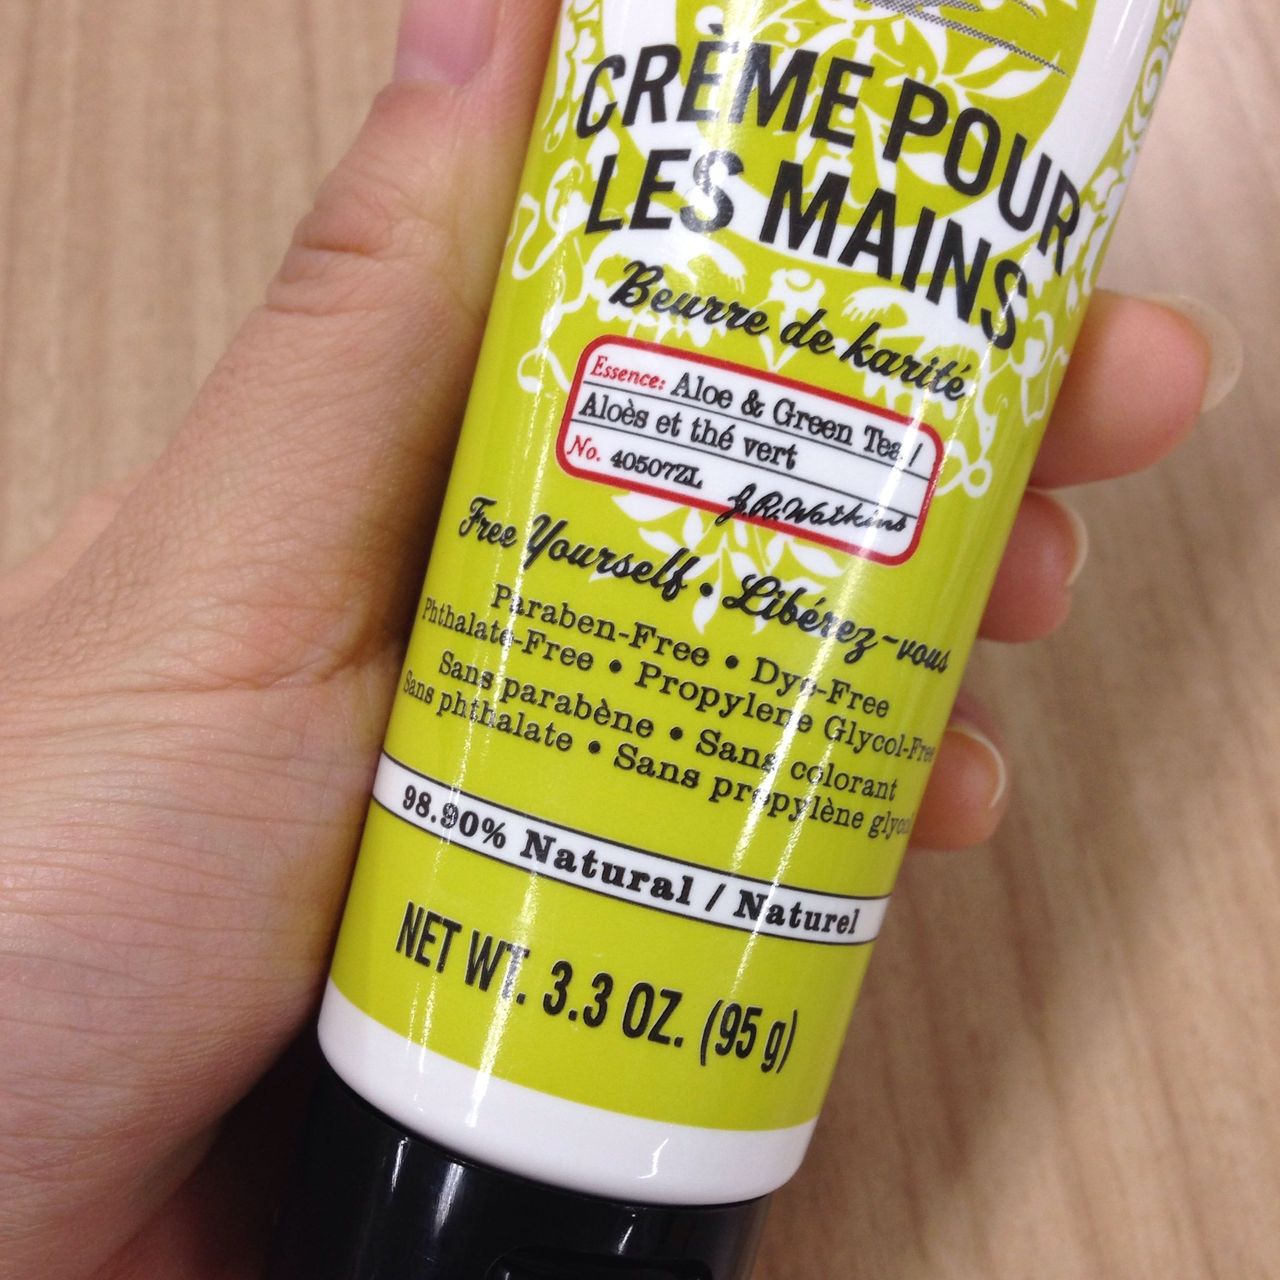 CRÈME POUR
LES MAINS
Beurre de karité
Essence: Aloe & Green Tea /
Aloès et thé vert
No. 40507ZL J.R. Watkins
Free Yourself • Libérez-vous
Paraben-Free • Dye-Free
Phthalate-Free • Propylene Glycol-Free
Sans parabène • Sans colorant
Sans phthalate • Sans propylène glycol
98.90% Natural / Naturel
NET WT. 3.3 OZ. (95 g)